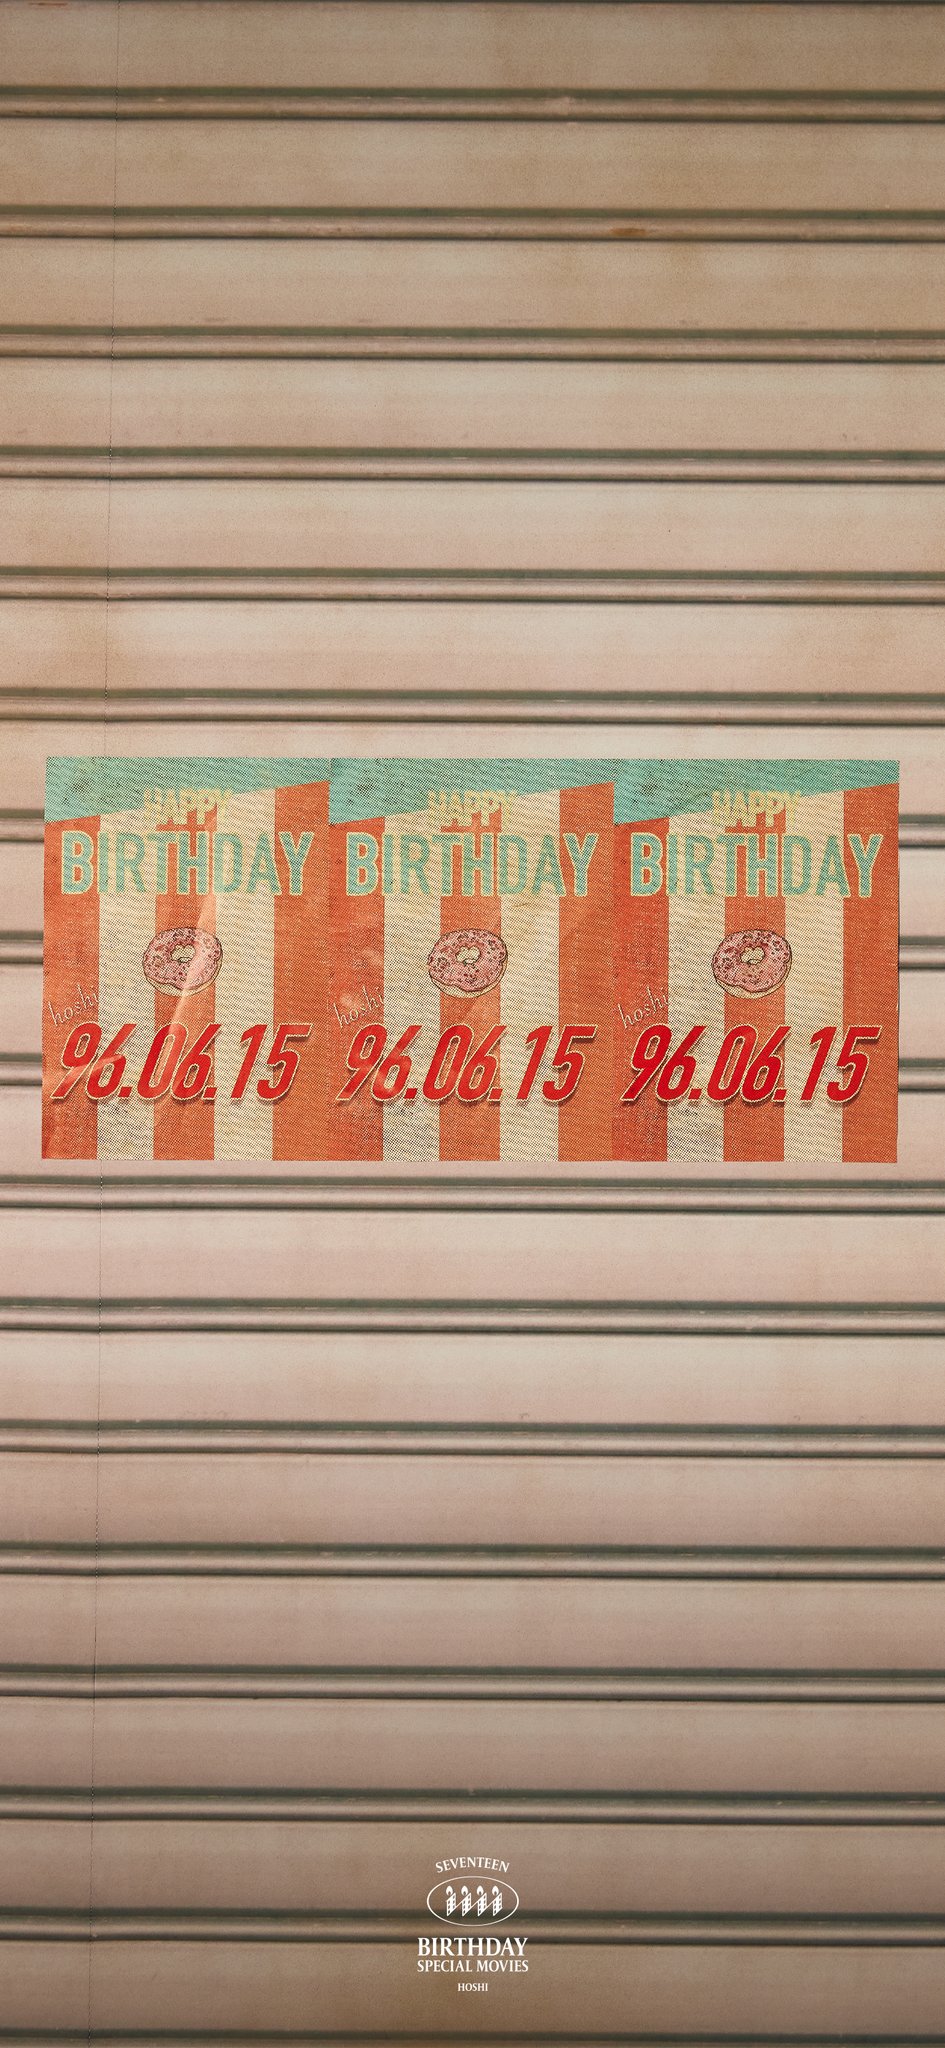 HAPPY
BIRTHDAY
hoshi
96.06.15
HAPPY
BIRTHDAY
hoshi
96.06.15
HAPPY
BIRTHDAY
hoshi
96.06.15
SEVENTEEN
BIRTHDAY
SPECIAL MOVIES
HOSHI